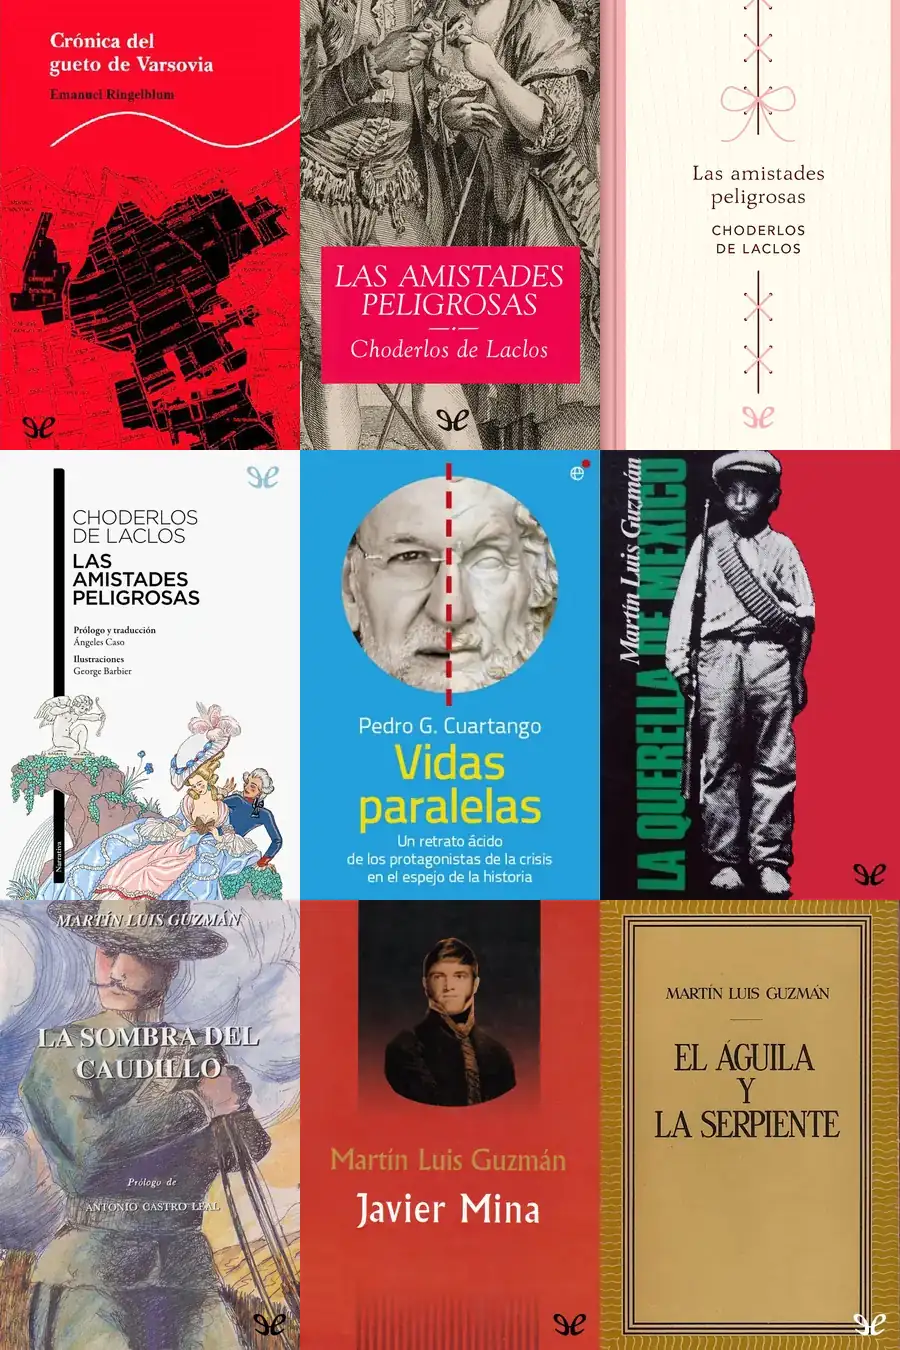 Crónica del
gueto de Varsovia
Emanuel Ringelblum
LAS AMISTADES
PELIGROSAS
Choderlos de Laclos
Las amistades
peligrosas
CHODERLOS
DE LACLOS
CHODERLOS
DE LACLOS
LAS
AMISTADES
PELIGROSAS
Prólogo y traducción
Ángeles Caso
Ilustraciones
George Barbier
Narrativa
Pedro G. Cuartango
Vidas
paralelas
Un retrato ácido
de los protagonistas de la crisis
en el espejo de la historia
Martín Luis Guzmán
LA QUERELLA DE MEXICO
MARTÍN LUIS GUZMÁN
LA SOMBRA DEL
CAUDILLO
Prólogo de
ANTONIO CASTRO LEAL
Martín Luis Guzmán
Javier Mina
MARTÍN LUIS GUZMÁN
EL ÁGUILA
Y
LA SERPIENTE